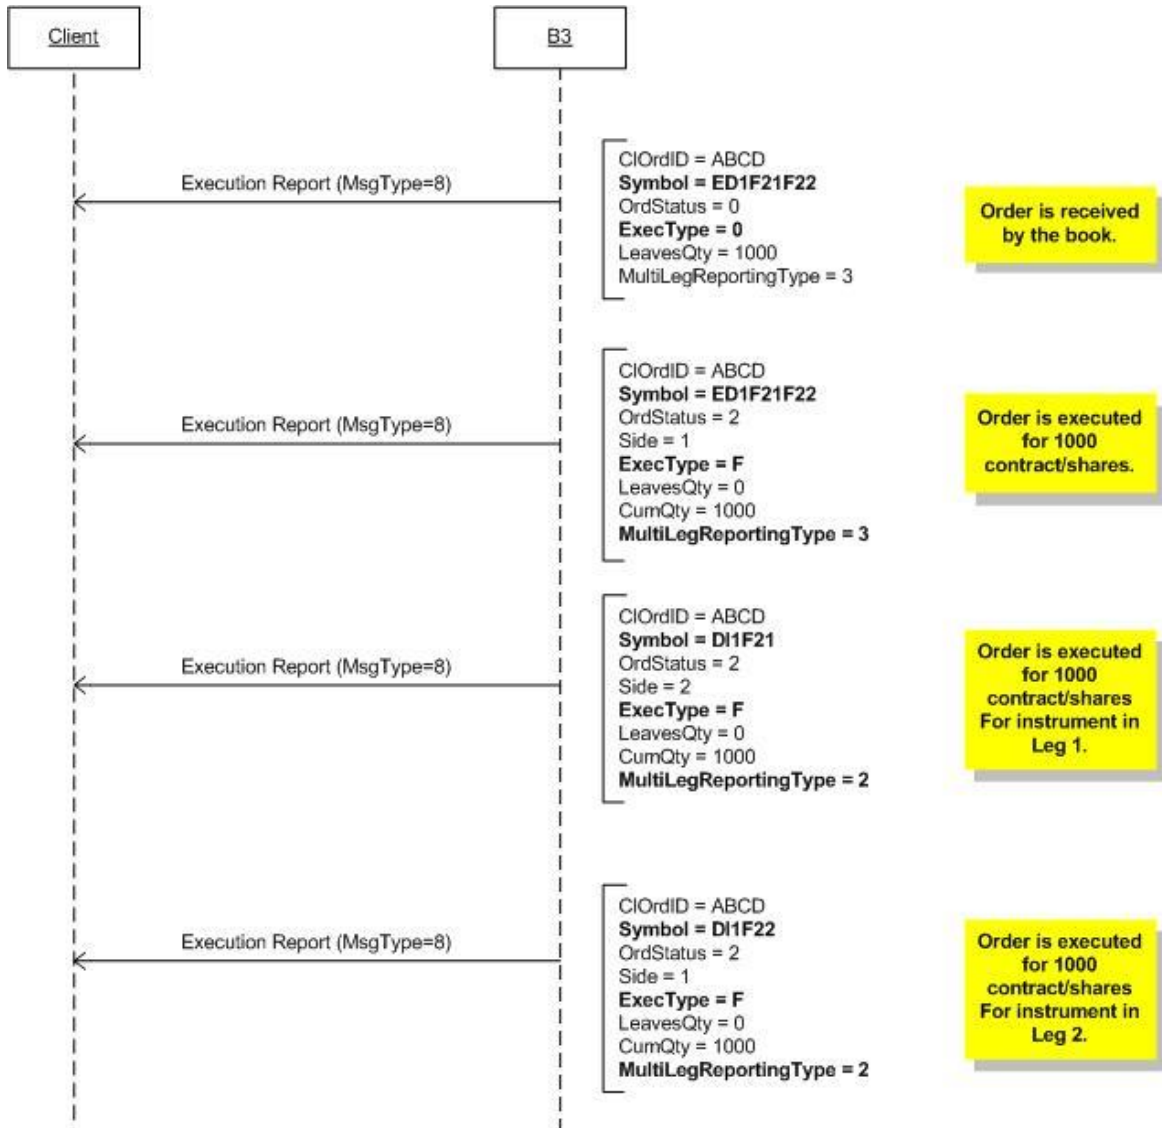 Client
B3
Execution Report (MsgType=8)
ClOrdID = ABCD
Symbol = ED1F21F22
OrdStatus = 0
ExecType = 0
LeavesQty = 1000
MultiLegReportingType = 3
Order is received
by the book.
Execution Report (MsgType=8)
ClOrdID = ABCD
Symbol = ED1F21F22
OrdStatus = 2
Side = 1
ExecType = F
LeavesQty = 0
CumQty = 1000
MultiLegReportingType = 3
Order is executed
for 1000
contract/shares.
Execution Report (MsgType=8)
ClOrdID = ABCD
Symbol = DI1F21
OrdStatus = 2
Side = 2
ExecType = F
LeavesQty = 0
CumQty = 1000
MultiLegReportingType = 2
Order is executed
for 1000
contract/shares
For instrument in
Leg 1.
Execution Report (MsgType=8)
ClOrdID = ABCD
Symbol = DI1F22
OrdStatus = 2
Side = 1
ExecType = F
LeavesQty = 0
CumQty = 1000
MultiLegReportingType = 2
Order is executed
for 1000
contract/shares
For instrument in
Leg 2.